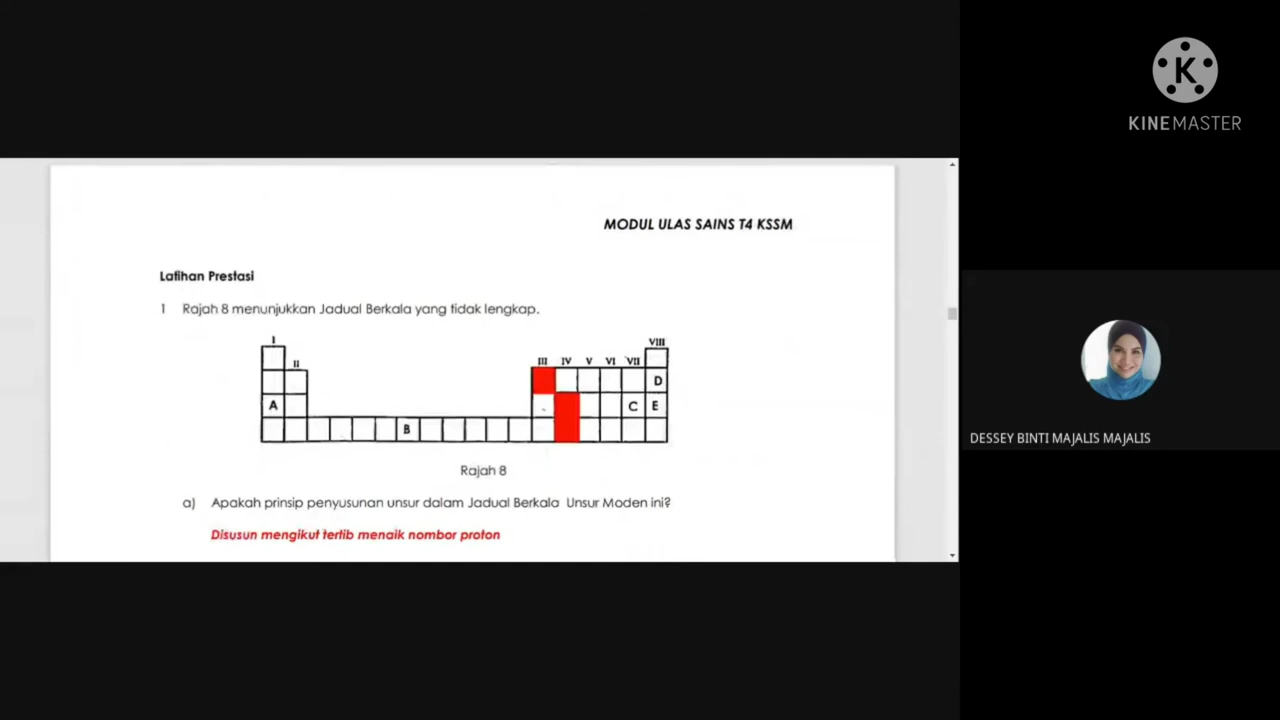 K
KINEMASTER
MODUL ULAS SAINS T4 KSSM
Latihan Prestasi
1 Rajah 8 menunjukkan Jadual Berkala yang tidak lengkap.
I VIII
II III IV V VI VII
D
A C E
B
Rajah 8
a) Apakah prinsip penyusunan unsur dalam Jadual Berkala Unsur Moden ini?
Disusun mengikut tertib menaik nombor proton
DESSEY BINTI MAJALIS MAJALIS